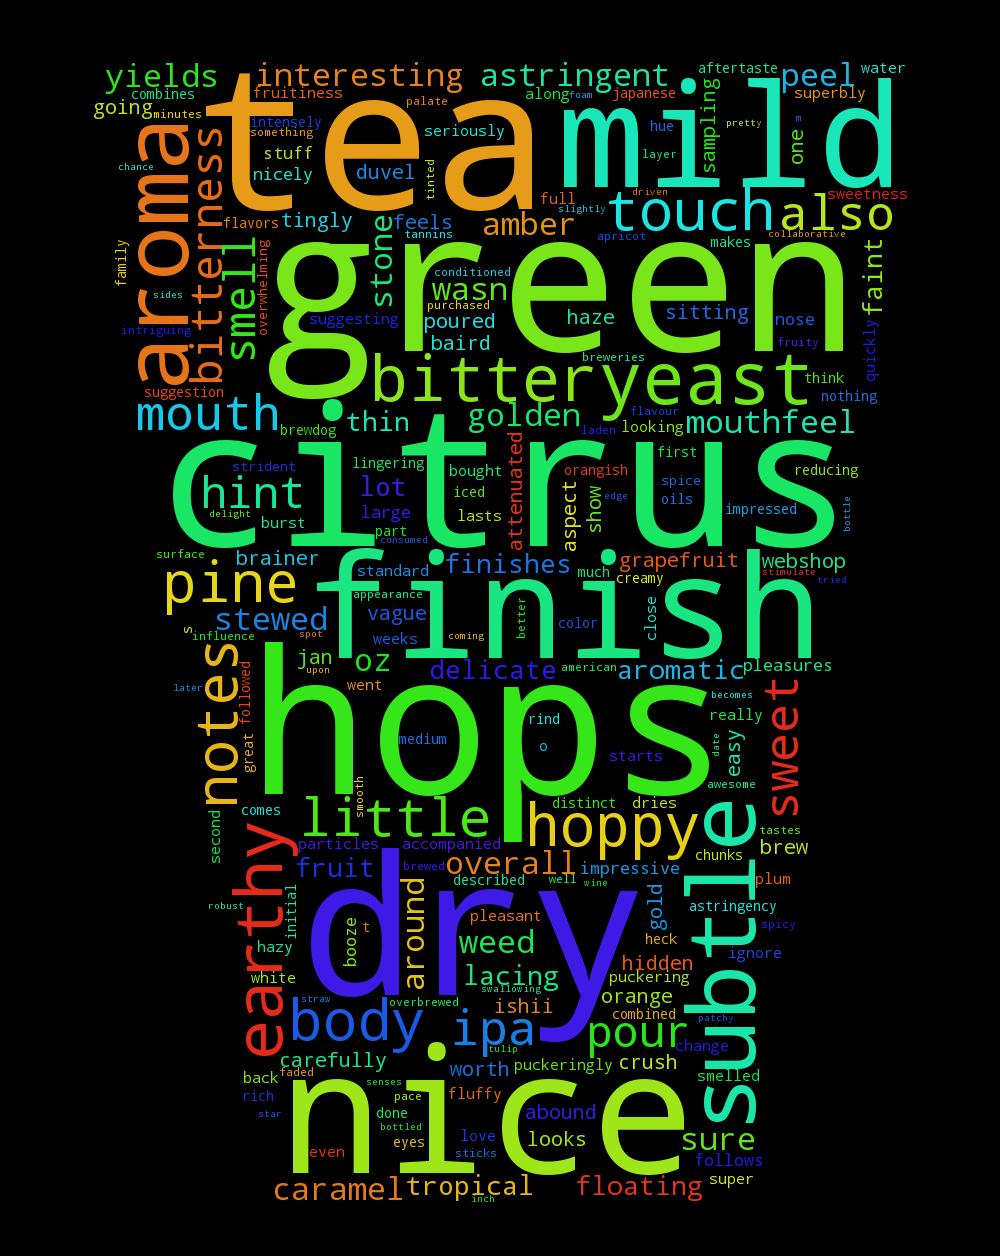 yields interesting astringent aftertaste peel water
combines fruitiness along foam japanese superbly
going minutes tea palate mild sampling
aroma bitterness intensely something seriously hue pretty m one
chance stuff nicely duvel tinted layer
full driven slightly touch also sweetness
flavors tingly feels amber tannins apricot makes collaborative
family smell overwhelming stone green faint
sides conditioned wasn purchased sitting
intriguing suggesting poured haze nose quickly
baird breweries fruity
suggestion bitter yeast think nothing
mouth brewdog thin golden flavour looking laden mouthfeel
citrus
strident lingering bought attenuated orangish first reducing
hint lot iced spice oils edge
delight burst large lasts aspect show impressed bottle
part consumed
surface brainer finishes grapefruit webshop
pine standard finish much creamy stimulate tried
stewed appearance vague better color close
s influence spot weeks coming
notes jan upon oz delicate american aromatic pleasures
later followed went becomes sweet
hops rind really
great medium o starts date easy awesome
smooth
second comes little distinct dries hoppy subtle tastes
earthy particles accompanied chunks brew
fruit brewed overall impressive
dry described well wine plum
robust initial around pleasant gold astringency
hazy booze t weed heck spicy ignore
white lacing hidden puckering
straw overbrewed swallowing ishii orange
body ipa combined pour patchy
carefully tulip change
back faded worth puckeringly crush smelled
rich senses pace fluffy
star nice done abound
bottled
even eyes love sticks looks sure
follows
caramel tropical inch floating super